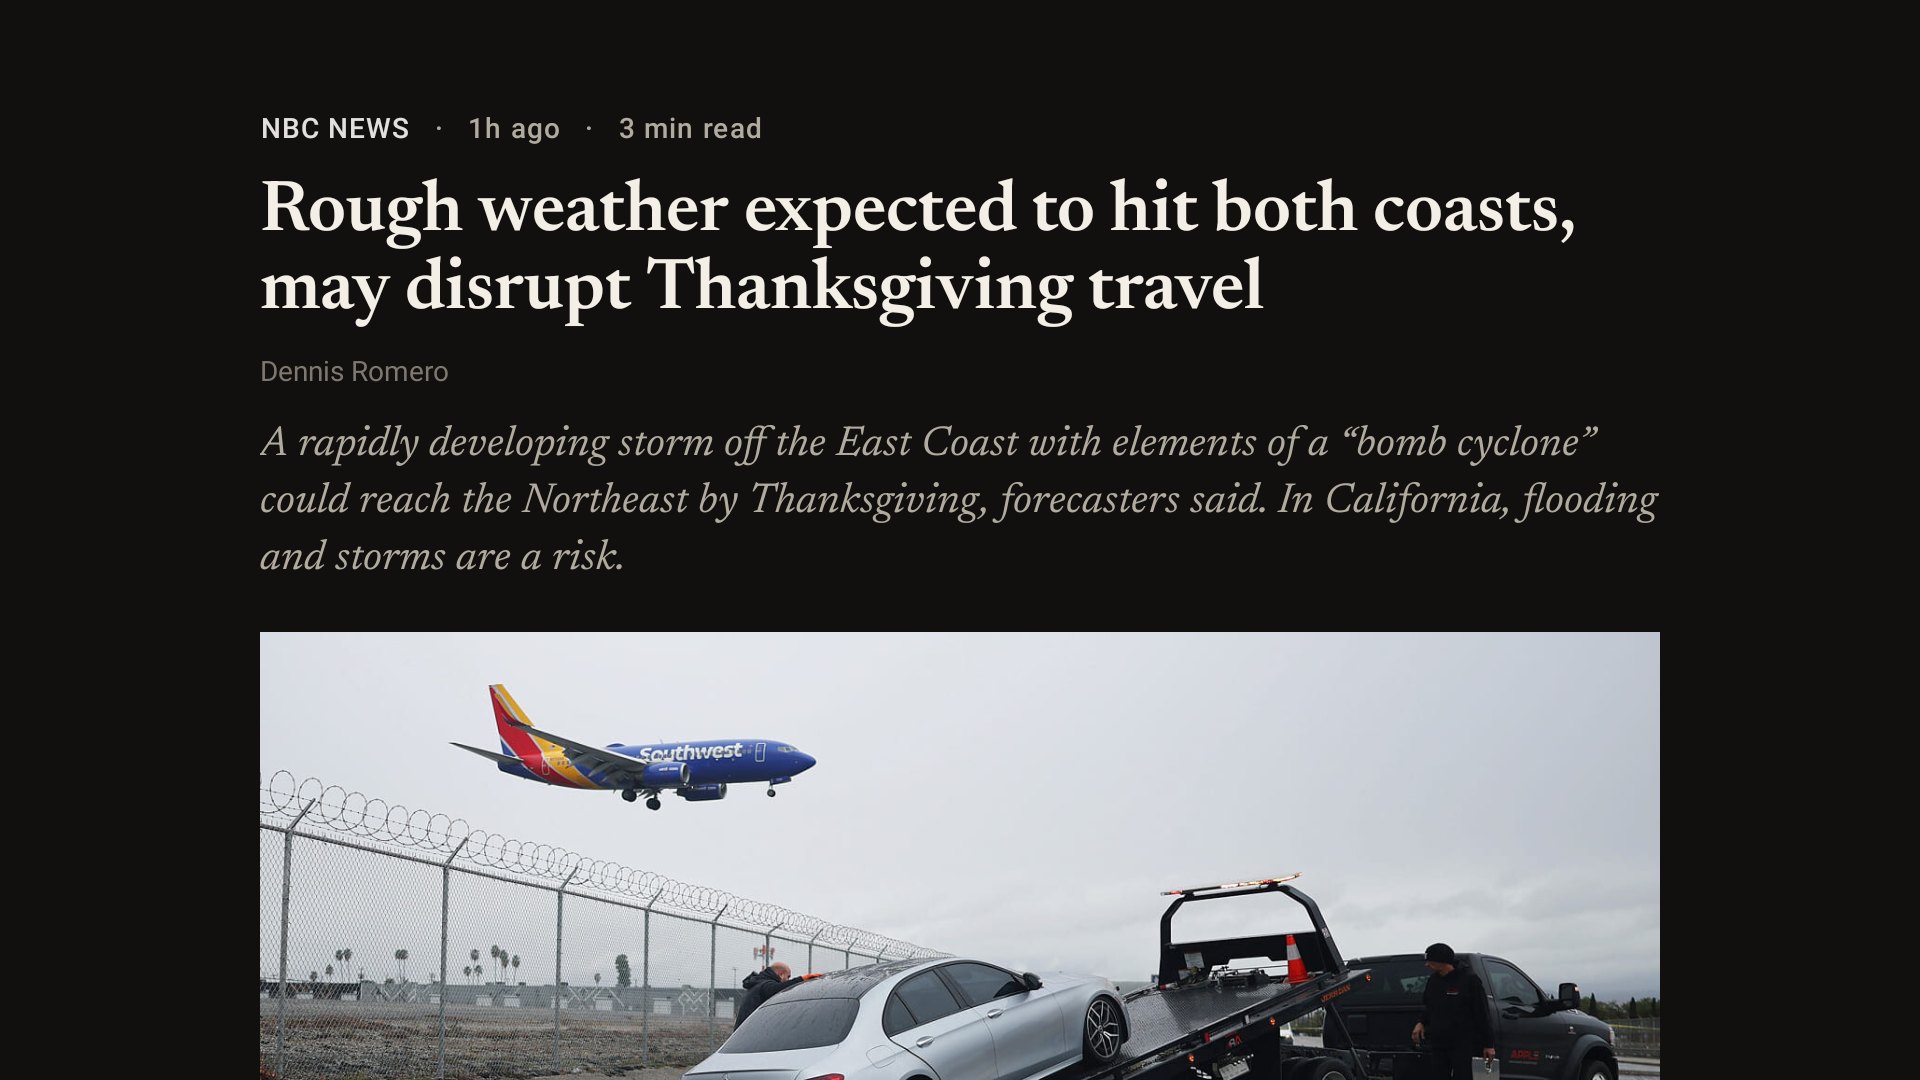 NBC NEWS · 1h ago · 3 min read
Rough weather expected to hit both coasts,
may disrupt Thanksgiving travel
Dennis Romero
A rapidly developing storm off the East Coast with elements of a “bomb cyclone”
could reach the Northeast by Thanksgiving, forecasters said. In California, flooding
and storms are a risk.
Southwest
JERR-DAN